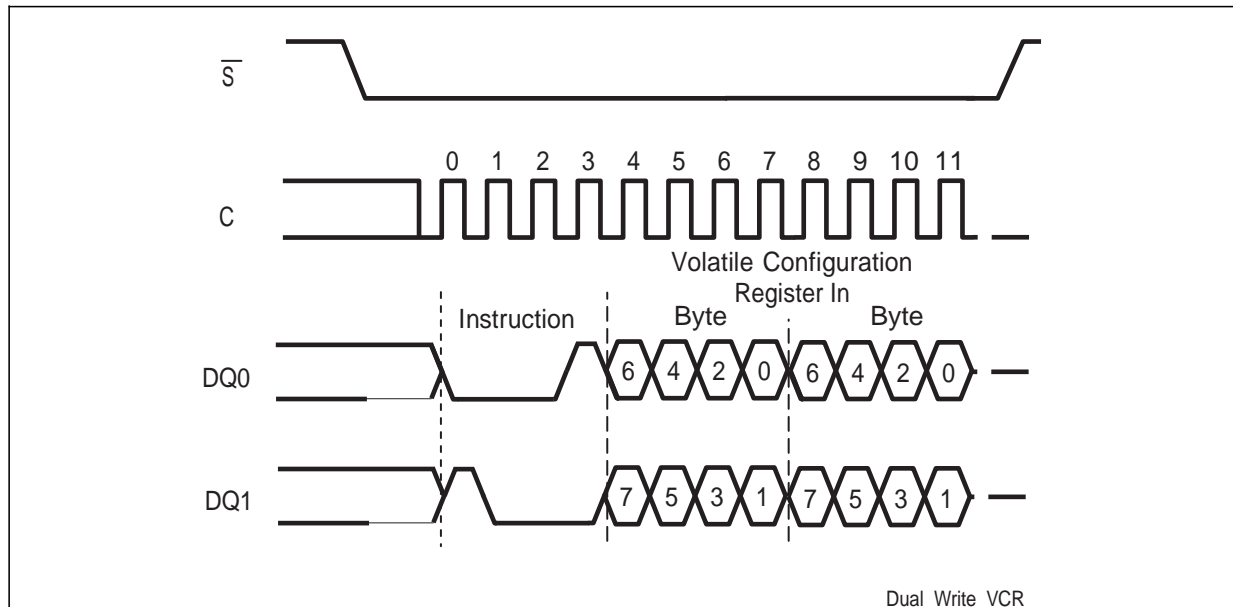 S
0 1 2 3 4 5 6 7 8 9 10 11
C
Volatile Configuration
Register In
Instruction Byte Byte
DQ0 6 4 2 0 6 4 2 0
DQ1 7 5 3 1 7 5 3 1
Dual Write VCR